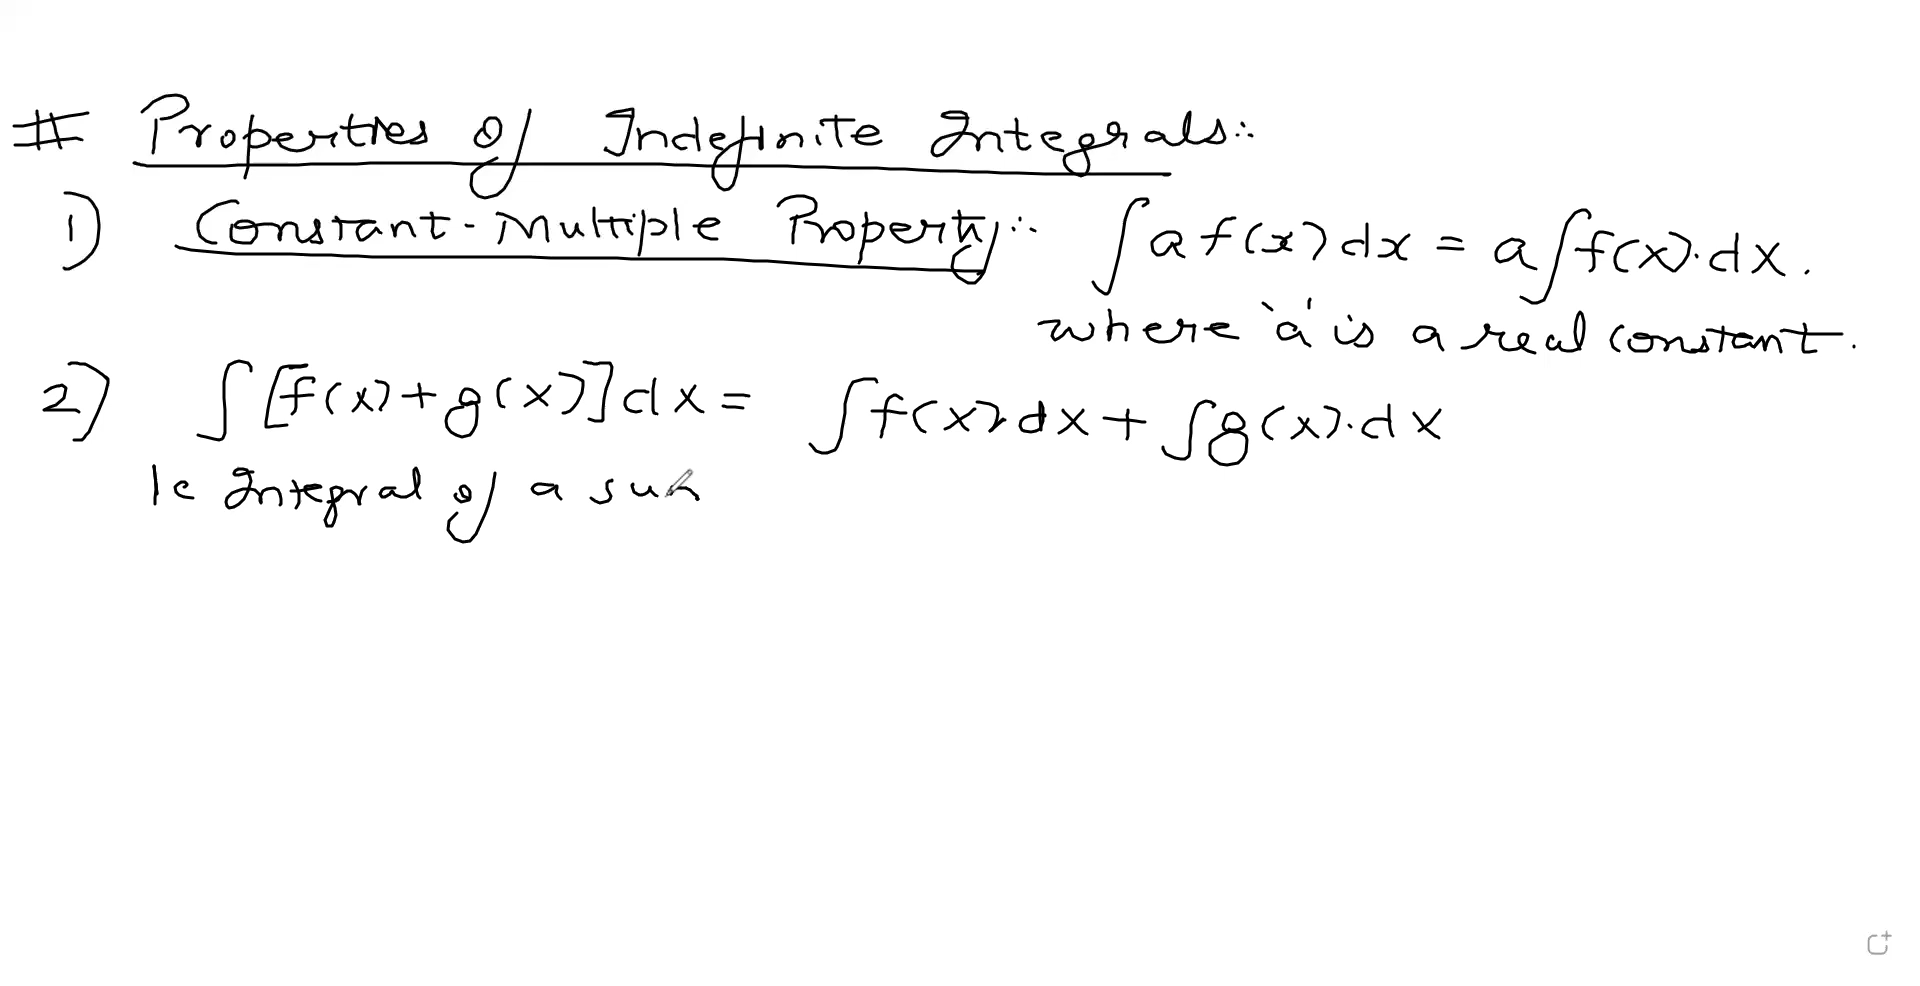 # Properties of Indefinite Integrals:-
1) Constant-Multiple Property:- ∫ a f(x) dx = a ∫ f(x).dx.
where 'a' is a real constant.
2) ∫ [f(x) + g(x)] dx = ∫ f(x) dx + ∫ g(x).dx
ie Integral of a sum